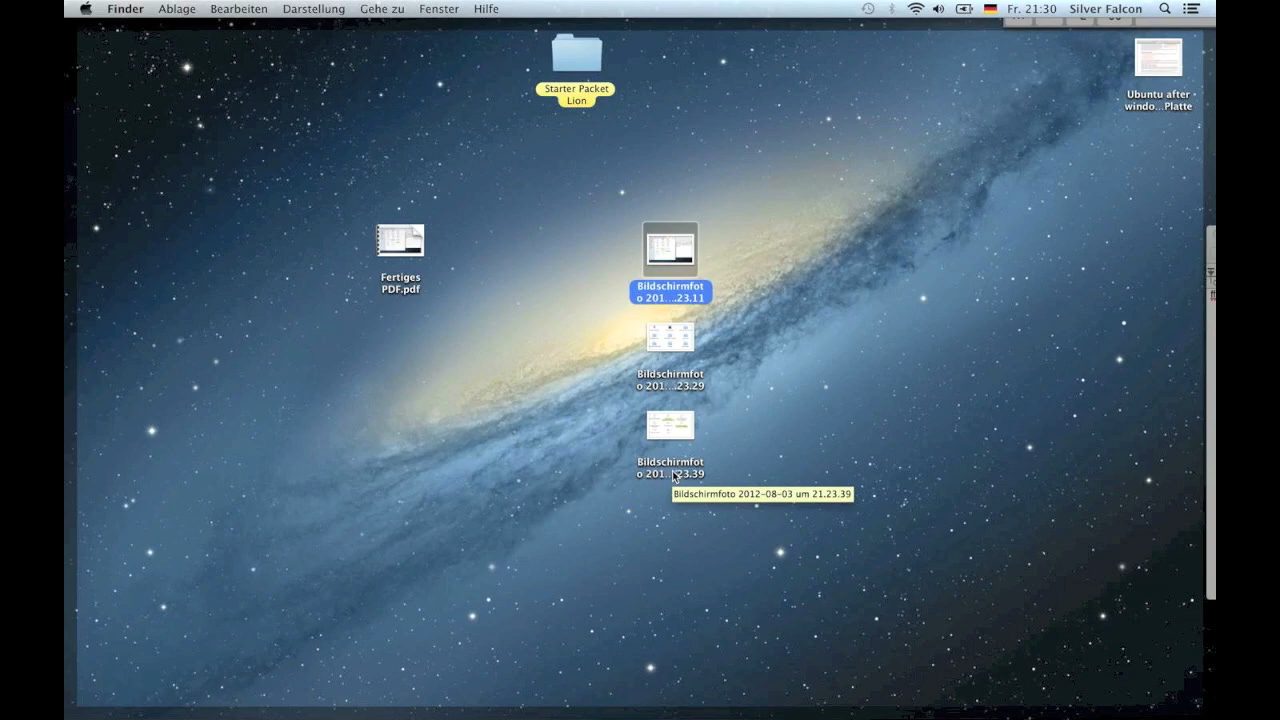 Finder Ablage Bearbeiten Darstellung Gehe zu Fenster Hilfe Fr. 21:30 Silver Falcon
Starter Packet
Lion
Ubuntu after
windo...Platte
Fertiges
PDF.pdf
Bildschirmfot
o 201....23.11
Bildschirmfot
o 201....23.29
Bildschirmfot
o 201....23.39
Bildschirmfoto 2012-08-03 um 21.23.39